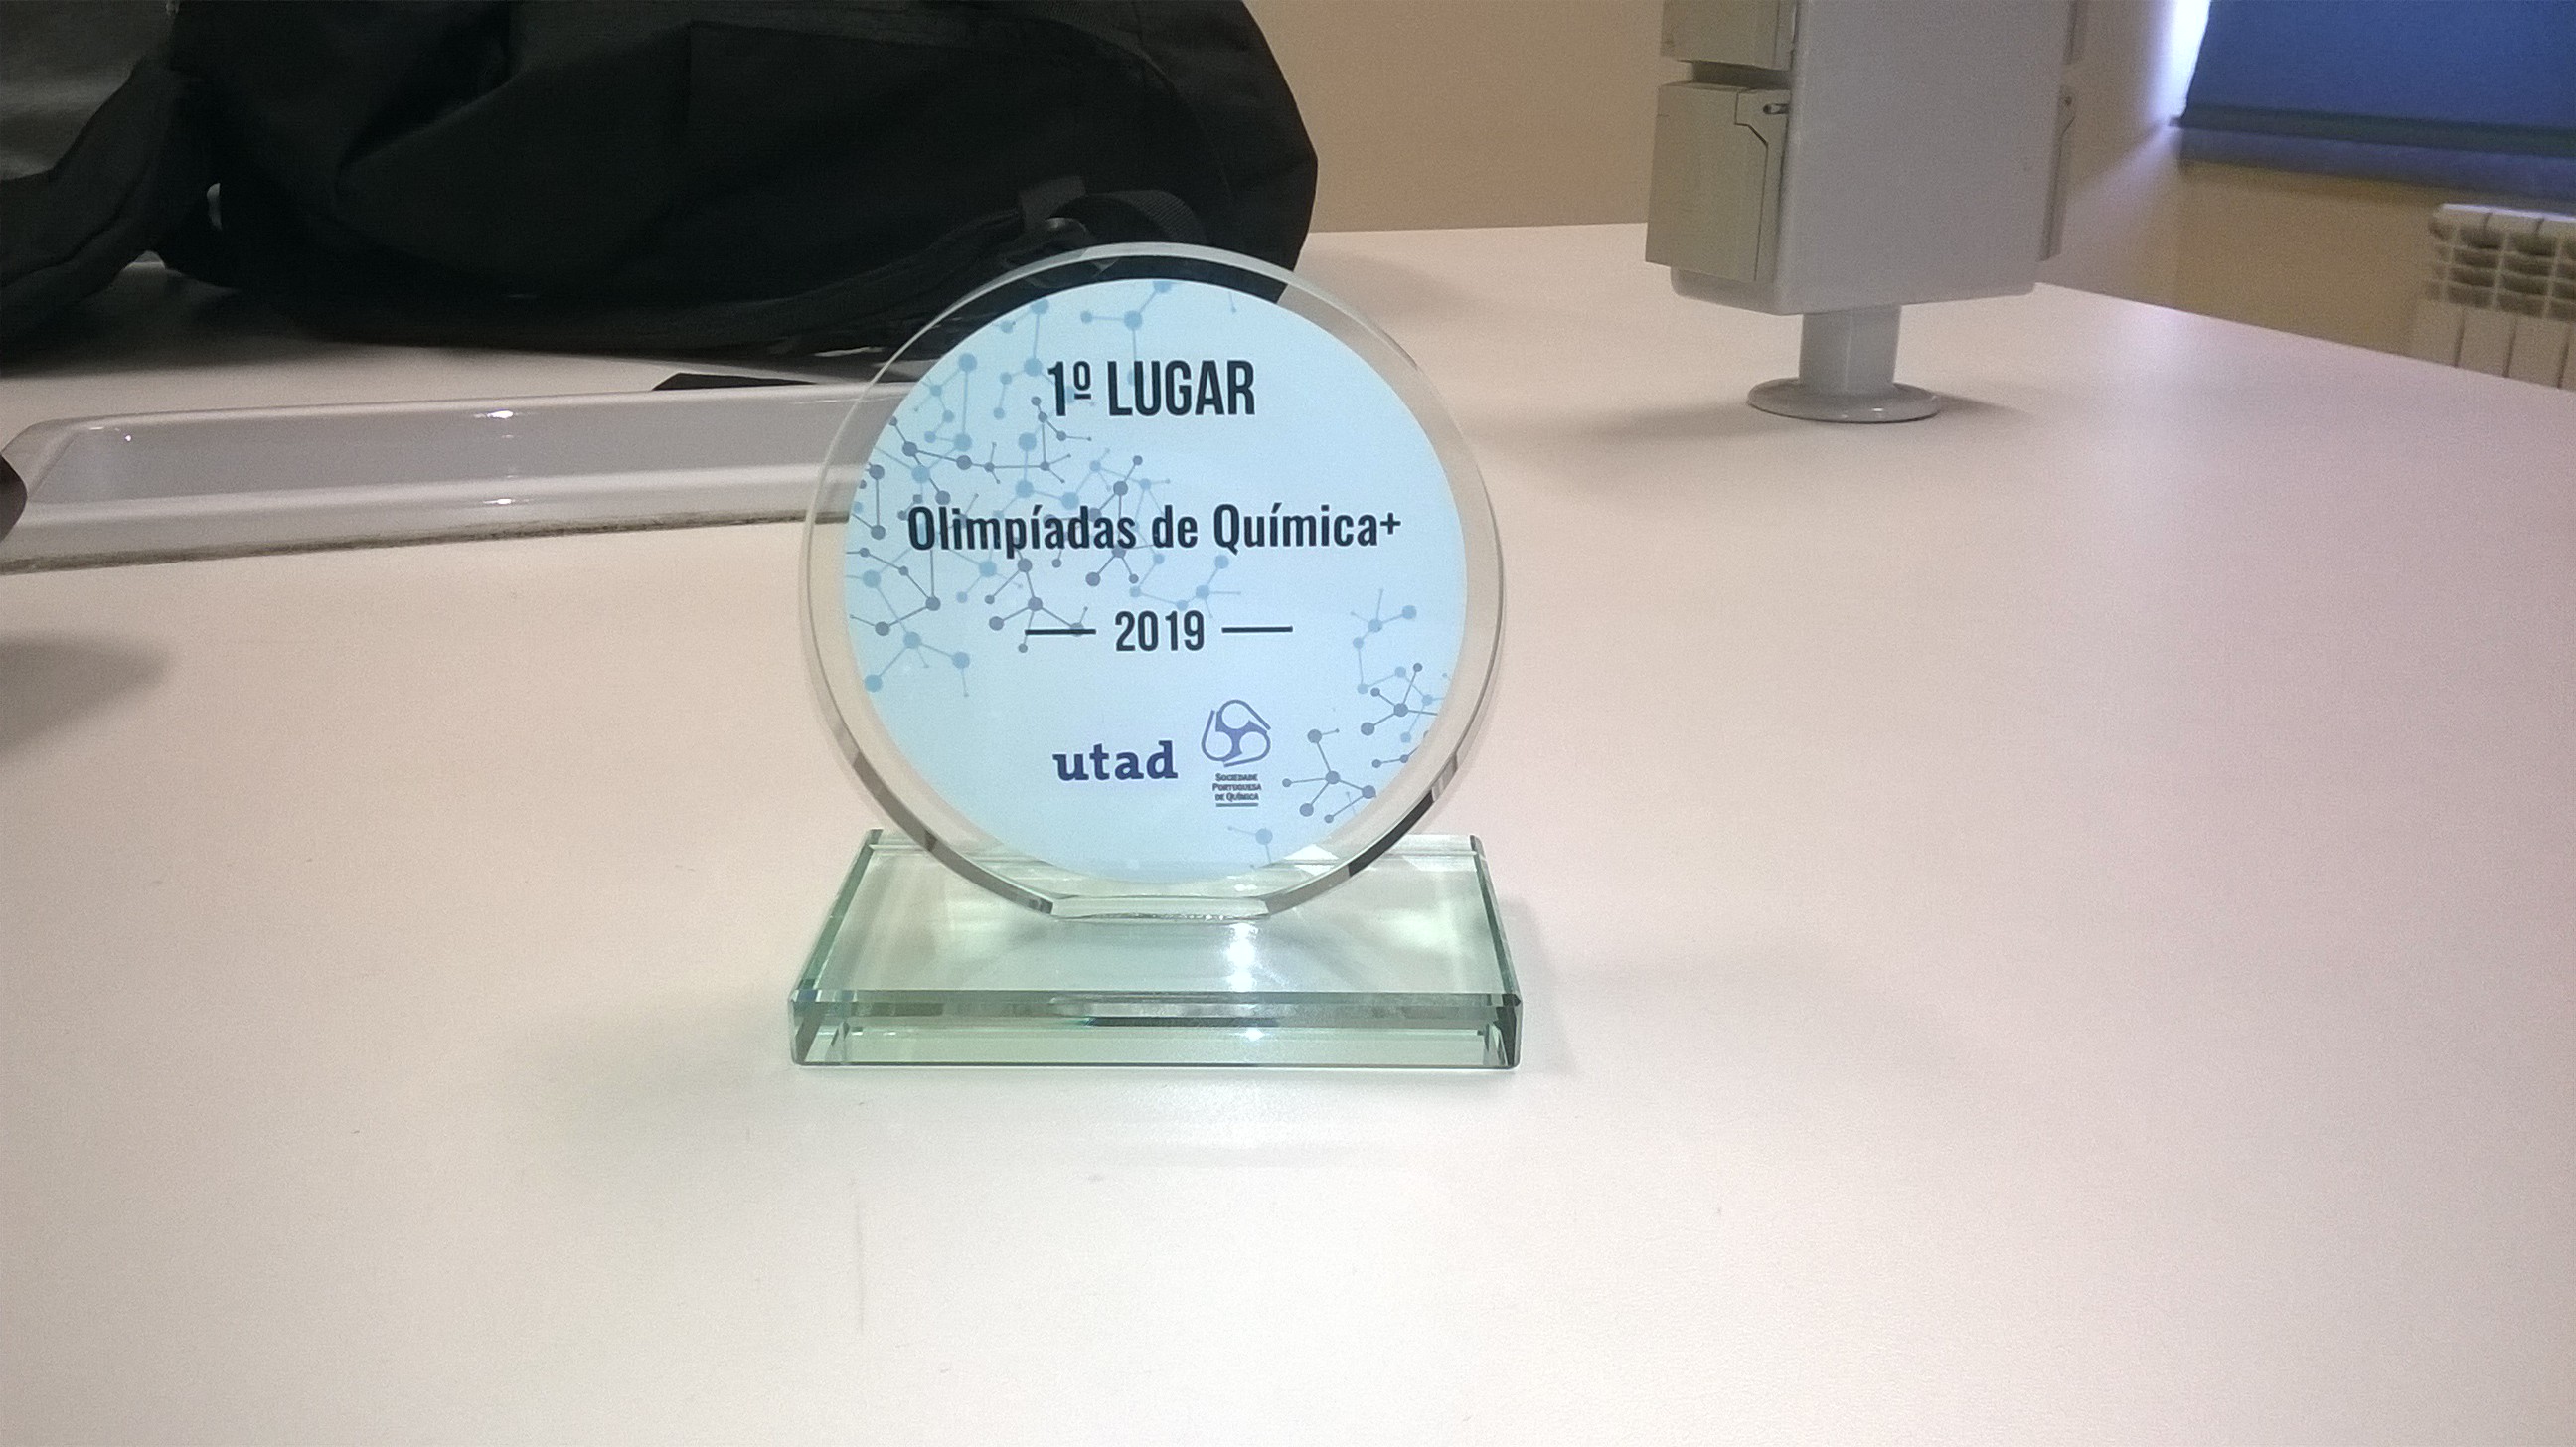 1º LUGAR
Olimpíadas de Química+
2019
utad
SOCIEDADE
PORTUGUESA
DE QUÍMICA